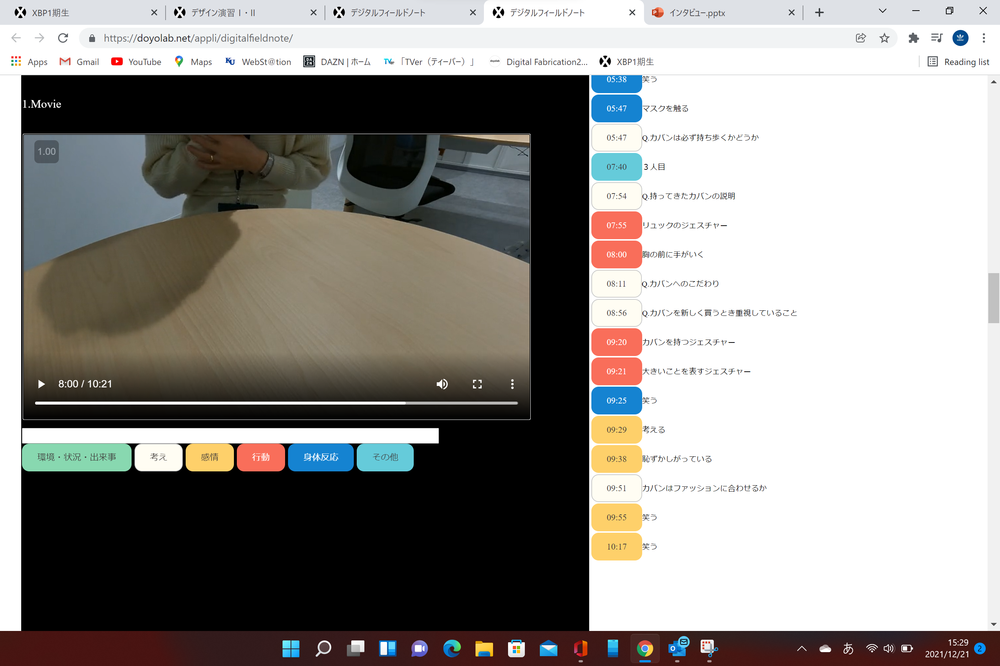 XBP1期生
デザイン演習Ⅰ・II
デジタルフィールドノート
デジタルフィールドノート
インタビュー.pptx
https://doyolab.net/appli/digitalfieldnote/
Apps
Gmail
YouTube
Maps
WebSt@tion
DAZN | ホーム
「TVer（ティーバー）」
Digital Fabrication2...
XBP1期生
Reading list
1.Movie
1.00
8:00 / 10:21
環境・状況・出来事
考え
感情
行動
身体反応
その他
05:38 笑う
05:47 マスクを触る
05:47 Q.カバンは必ず持ち歩くかどうか
07:40 ３人目
07:54 Q.持ってきたカバンの説明
07:55 リュックのジェスチャー
08:00 胸の前に手がいく
08:11 Q.カバンへのこだわり
08:56 Q.カバンを新しく買うとき重視していること
09:20 カバンを持つジェスチャー
09:21 大きいことを表すジェスチャー
09:25 笑う
09:29 考える
09:38 恥ずかしがっている
09:51 カバンはファッションに合わせるか
09:55 笑う
10:17 笑う
あ
15:29
2021/12/21
2